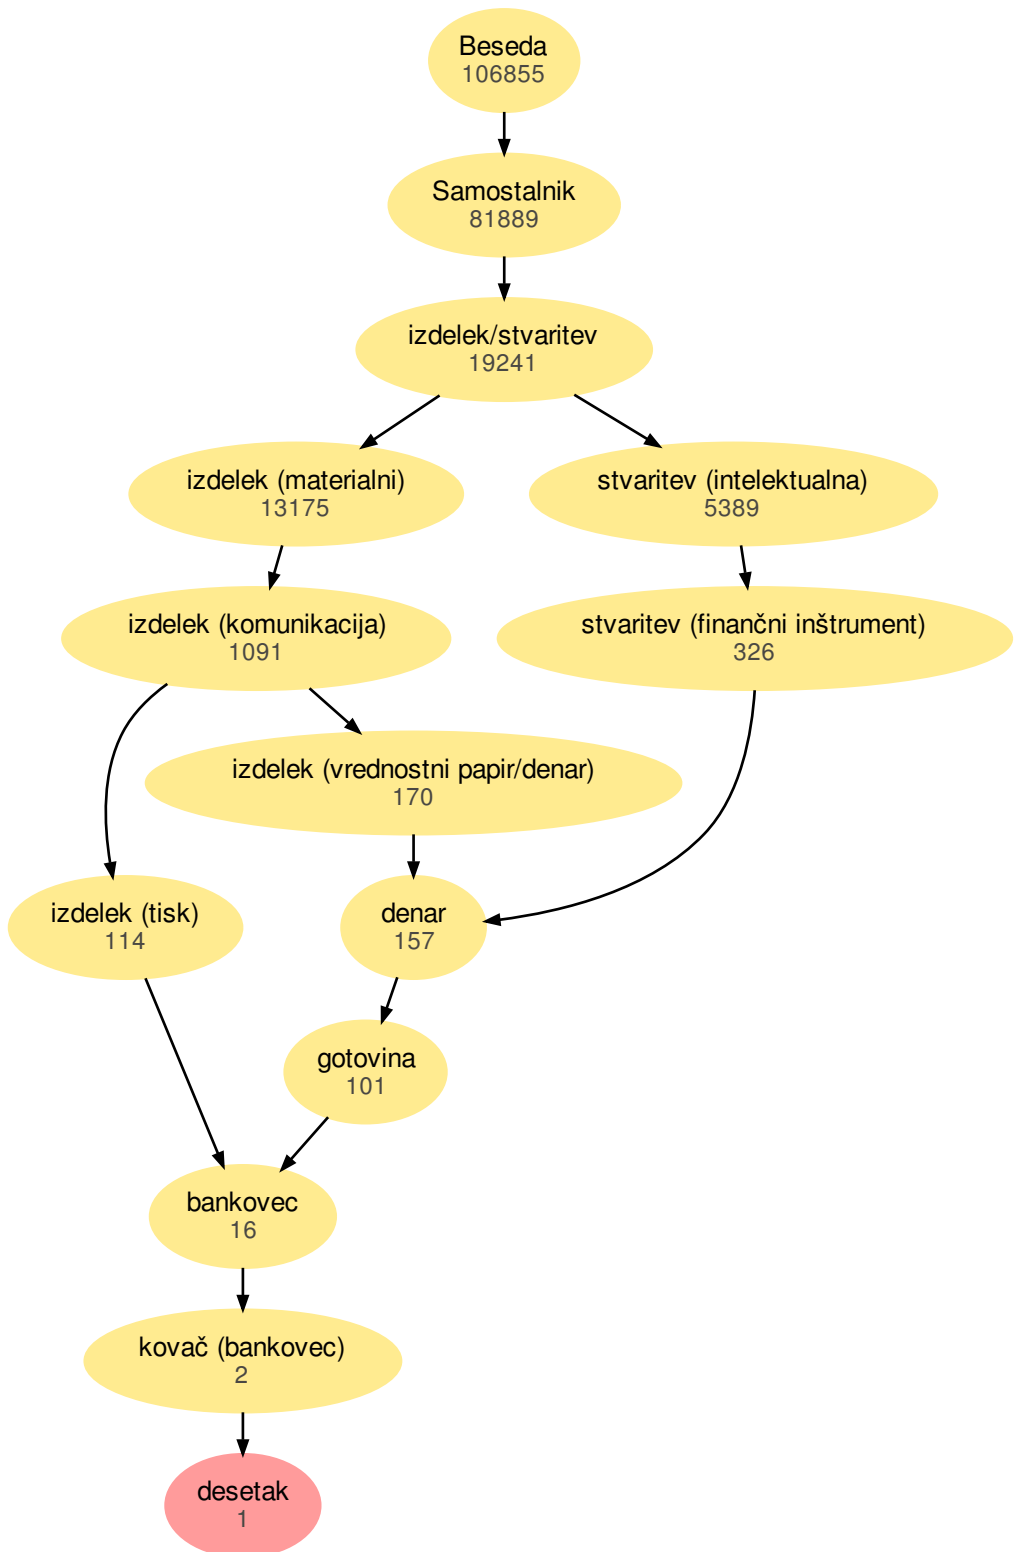 Beseda
106855
Samostalnik
81889
izdelek/stvaritev
19241
izdelek (materialni)
13175
stvaritev (intelektualna)
5389
izdelek (komunikacija)
1091
stvaritev (finančni inštrument)
326
izdelek (vrednostni papir/denar)
170
izdelek (tisk)
114
denar
157
gotovina
101
bankovec
16
kovač (bankovec)
2
desetak
1